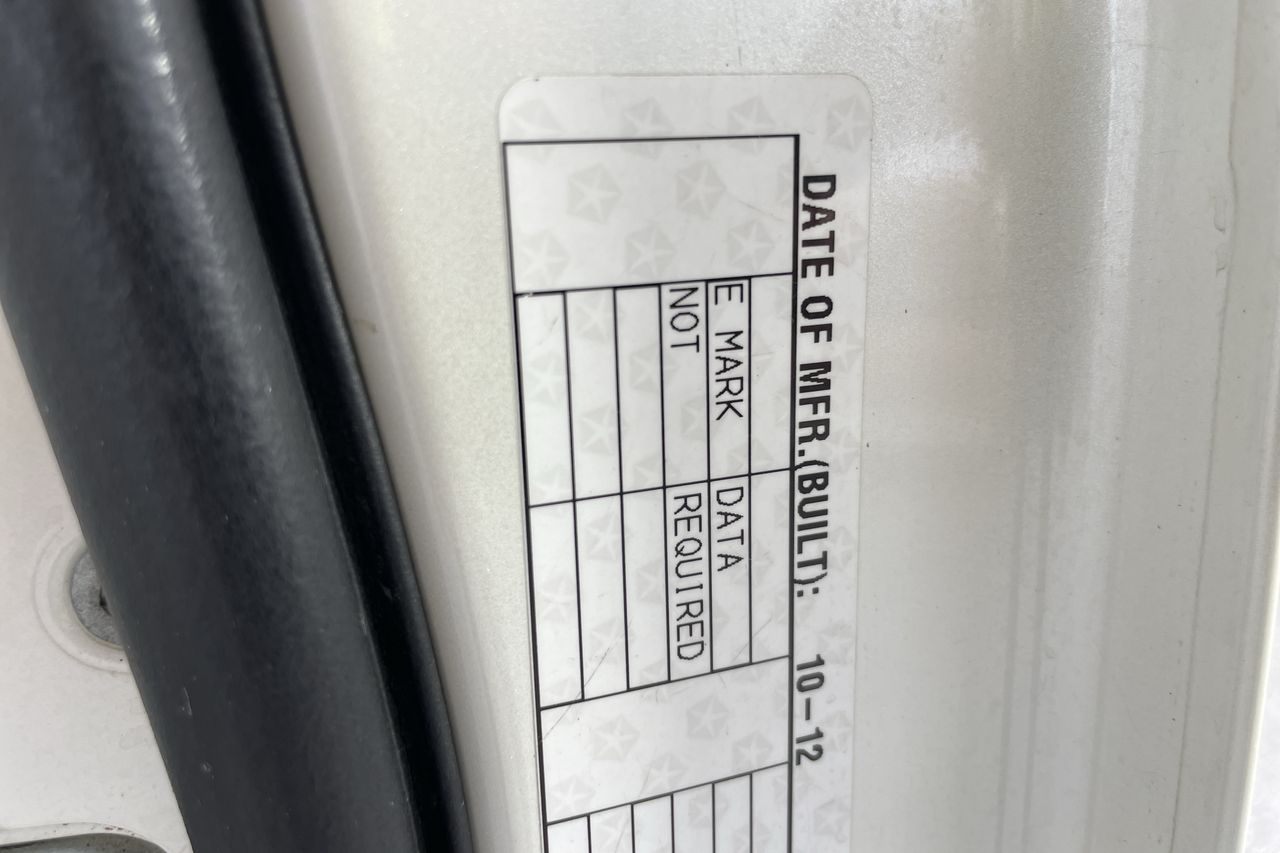 DATE OF MFR.(BUILT): 10-12
E MARK DATA
NOT REQUIRED